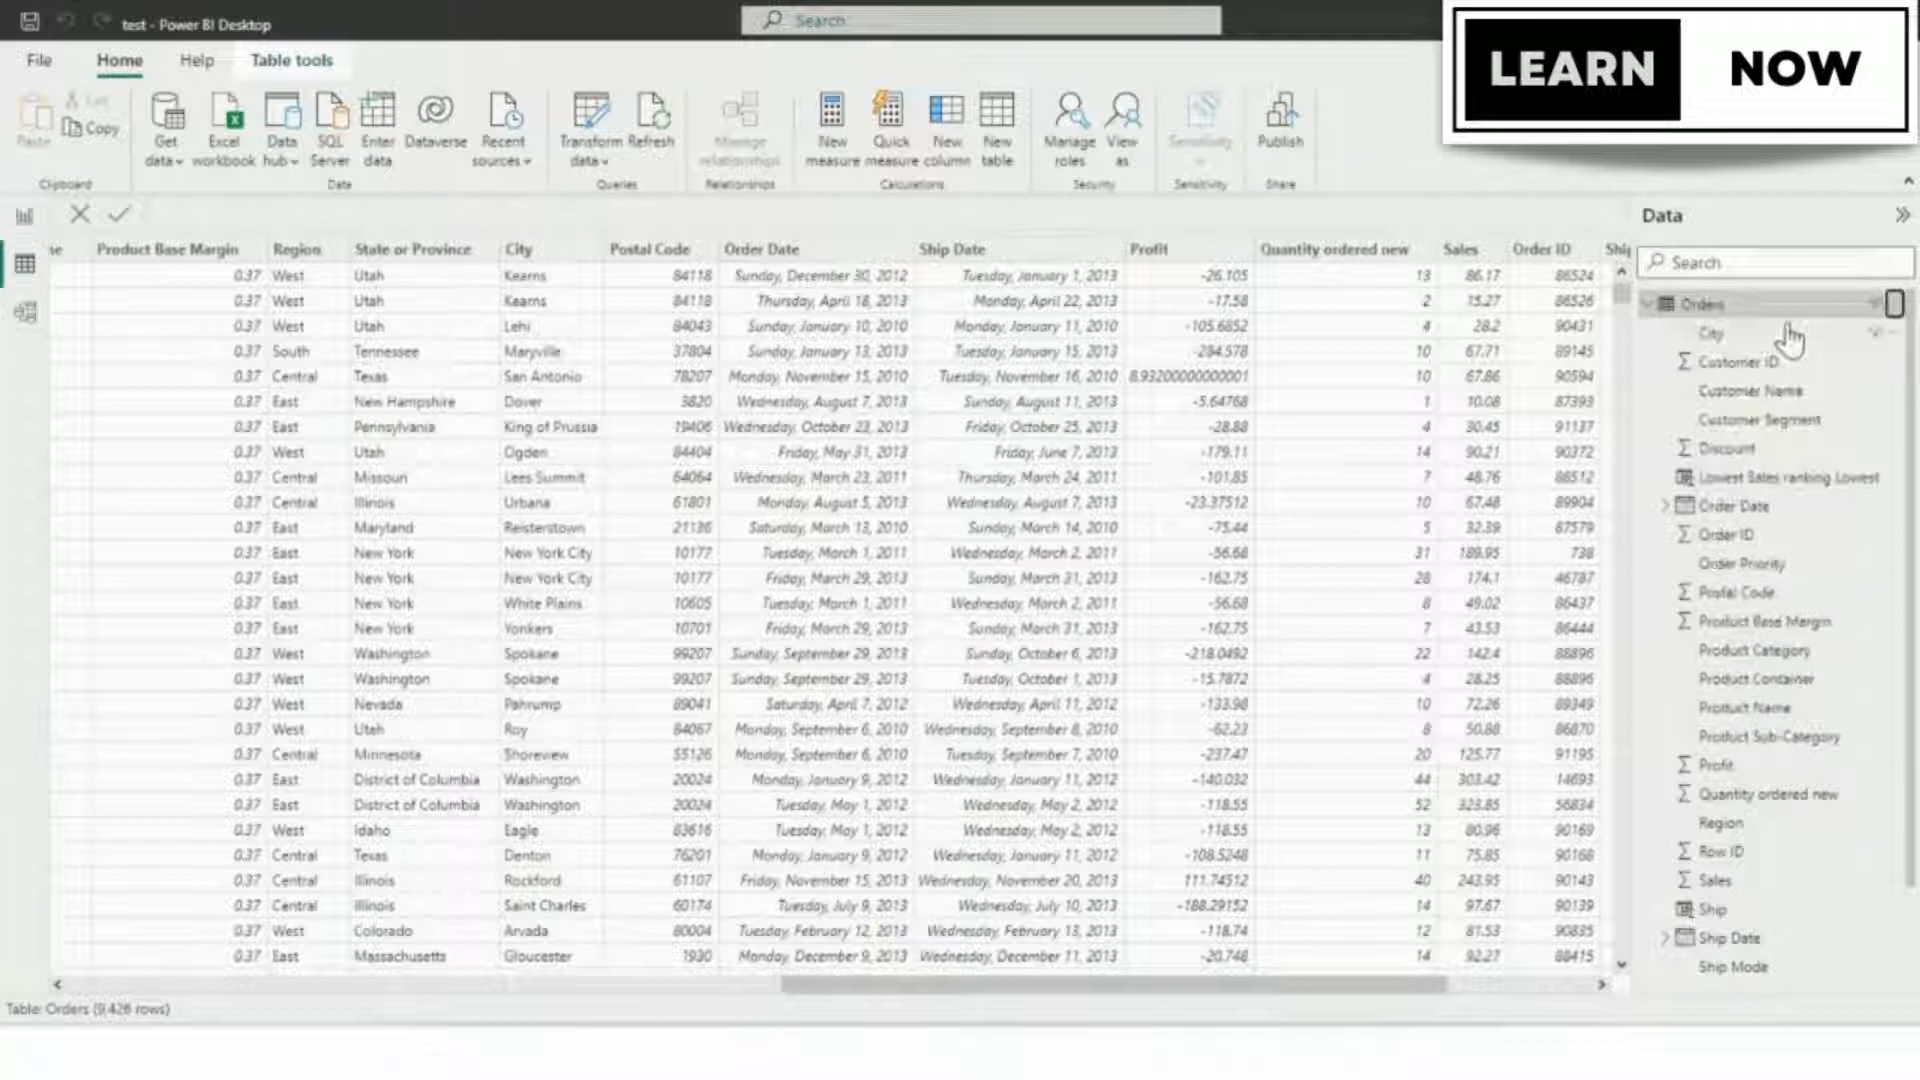 test - Power BI Desktop
Search
LEARN NOW
File Home Help Table tools
Paste
Cut
Copy
Get data
Excel workbook
Data hub
SQL Server
Enter data
Dataverse
Recent sources
Transform data
Refresh
Manage relationships
New measure
Quick measure
New column
New table
Manage roles
View as
Sensitivity
Publish
Clipboard Data Queries Relationships Calculations Security Sensitivity Share
Product Base Margin Region State or Province City Postal Code Order Date Ship Date Profit Quantity ordered new Sales Order ID Ship
0.37 West Utah Kearns 84118 Sunday, December 30, 2012 Tuesday, January 1, 2013 -26.105 13 86.17 86524
0.37 West Utah Kearns 84118 Thursday, April 18, 2013 Monday, April 22, 2013 -17.58 2 15.27 86526
0.37 West Utah Lehi 84043 Sunday, January 10, 2010 Monday, January 11, 2010 -105.6852 4 28.2 90431
0.37 South Tennessee Maryville 37804 Sunday, January 13, 2013 Tuesday, January 15, 2013 -284.578 10 67.71 89145
0.37 Central Texas San Antonio 78207 Monday, November 15, 2010 Tuesday, November 16, 2010 8.93200000000001 10 67.86 90594
0.37 East New Hampshire Dover 3820 Wednesday, August 7, 2013 Sunday, August 11, 2013 -5.64768 1 10.08 87393
0.37 East Pennsylvania King of Prussia 19406 Wednesday, October 23, 2013 Friday, October 25, 2013 -28.88 4 30.45 91137
0.37 West Utah Ogden 84404 Friday, May 31, 2013 Friday, June 7, 2013 -179.11 14 90.21 90372
0.37 Central Missouri Lees Summit 64064 Wednesday, March 23, 2011 Thursday, March 24, 2011 -101.85 7 48.76 86512
0.37 Central Illinois Urbana 61801 Monday, August 5, 2013 Wednesday, August 7, 2013 -23.37512 10 67.48 89904
0.37 East Maryland Reisterstown 21136 Saturday, March 13, 2010 Sunday, March 14, 2010 -75.44 5 32.39 87579
0.37 East New York New York City 10177 Tuesday, March 1, 2011 Wednesday, March 2, 2011 -56.68 31 189.95 738
0.37 East New York New York City 10177 Friday, March 29, 2013 Sunday, March 31, 2013 -162.75 28 174.1 46787
0.37 East New York White Plains 10605 Tuesday, March 1, 2011 Wednesday, March 2, 2011 -56.68 8 49.02 86437
0.37 East New York Yonkers 10701 Friday, March 29, 2013 Sunday, March 31, 2013 -162.75 7 43.53 86444
0.37 West Washington Spokane 99207 Sunday, September 29, 2013 Sunday, October 6, 2013 -218.0492 22 142.4 88896
0.37 West Washington Spokane 99207 Sunday, September 29, 2013 Tuesday, October 1, 2013 -15.7872 4 28.25 88896
0.37 West Nevada Pahrump 89041 Saturday, April 7, 2012 Wednesday, April 11, 2012 -133.98 10 72.26 89349
0.37 West Utah Roy 84067 Monday, September 6, 2010 Wednesday, September 8, 2010 -62.23 8 50.88 86870
0.37 Central Minnesota Shoreview 55126 Monday, September 6, 2010 Tuesday, September 7, 2010 -237.47 20 125.77 91195
0.37 East District of Columbia Washington 20024 Monday, January 9, 2012 Wednesday, January 11, 2012 -140.032 44 303.42 14693
0.37 East District of Columbia Washington 20024 Tuesday, May 1, 2012 Wednesday, May 2, 2012 -118.55 52 323.85 56834
0.37 West Idaho Eagle 83616 Tuesday, May 1, 2012 Wednesday, May 2, 2012 -118.55 13 80.96 90169
0.37 Central Texas Denton 76201 Monday, January 9, 2012 Wednesday, January 11, 2012 -108.5248 11 75.85 90168
0.37 Central Illinois Rockford 61107 Friday, November 15, 2013 Wednesday, November 20, 2013 111.74512 40 243.95 90143
0.37 Central Illinois Saint Charles 60174 Tuesday, July 9, 2013 Wednesday, July 10, 2013 -188.29152 14 97.67 90139
0.37 West Colorado Arvada 80004 Tuesday, February 12, 2013 Wednesday, February 13, 2013 -118.74 12 81.53 90835
0.37 East Massachusetts Gloucester 1930 Monday, December 9, 2013 Wednesday, December 11, 2013 -20.748 14 92.27 88415
Table: Orders (9,426 rows)
Data
Search
Orders
City
Customer ID
Customer Name
Customer Segment
Discount
Lowest Sales ranking Lowest
Order Date
Order ID
Order Priority
Postal Code
Product Base Margin
Product Category
Product Container
Product Name
Product Sub-Category
Profit
Quantity ordered new
Region
Row ID
Sales
Ship
Ship Date
Ship Mode